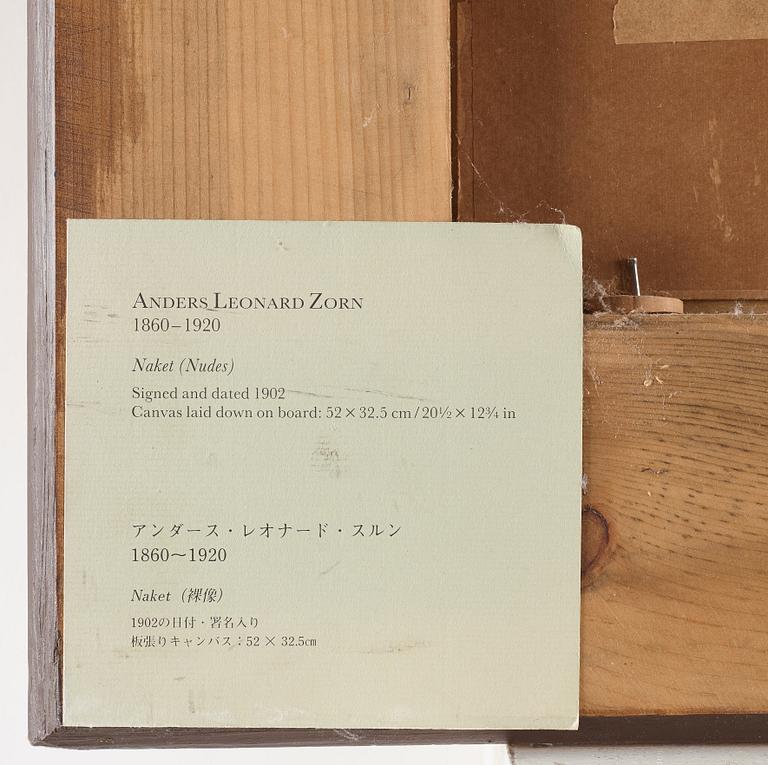 Anders Leonard Zorn
1860–1920
Naket (Nudes)
Signed and dated 1902
Canvas laid down on board: 52 × 32.5 cm / 20½ × 12¾ in
アンダース・レオナード・スルン
1860〜1920
Naket（裸像）
1902の日付・署名入り
板張りキャンバス：52 × 32.5㎝